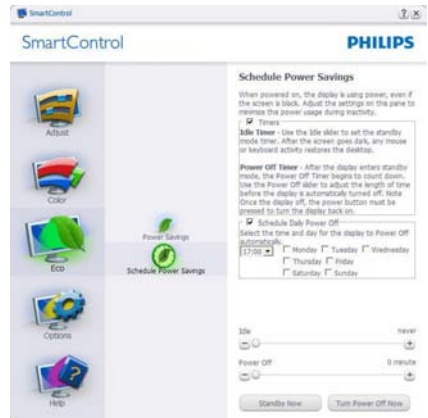 SmartControl
SmartControl
PHILIPS
Adjust
Color
Eco
Options
Help
Power Savings
Schedule Power Savings
Schedule Power Savings
When powered on, the display is using power, even if
the screen is black. Adjust the settings on this pane to
minimize the power usage during inactivity.
Timers
Idle Timer - Use the Idle slider to set the standby
mode timer. After the screen goes dark, any mouse
or keyboard activity restores the desktop.
Power Off Timer - After the display enters standby
mode, the Power Off Timer begins to count down.
Use the Power Off slider to adjust the length of time
before the display is automatically turned off. Note
Once the display off, the power button must be
pressed to turn the display back on.
Schedule Daily Power Off
Select the time and day for the display to Power Off
automatically.
17:00 Monday Tuesday Wednesday
Thursday Friday
Saturday Sunday
Idle never
Power Off 0 minute
Standby Now Turn Power Off Now